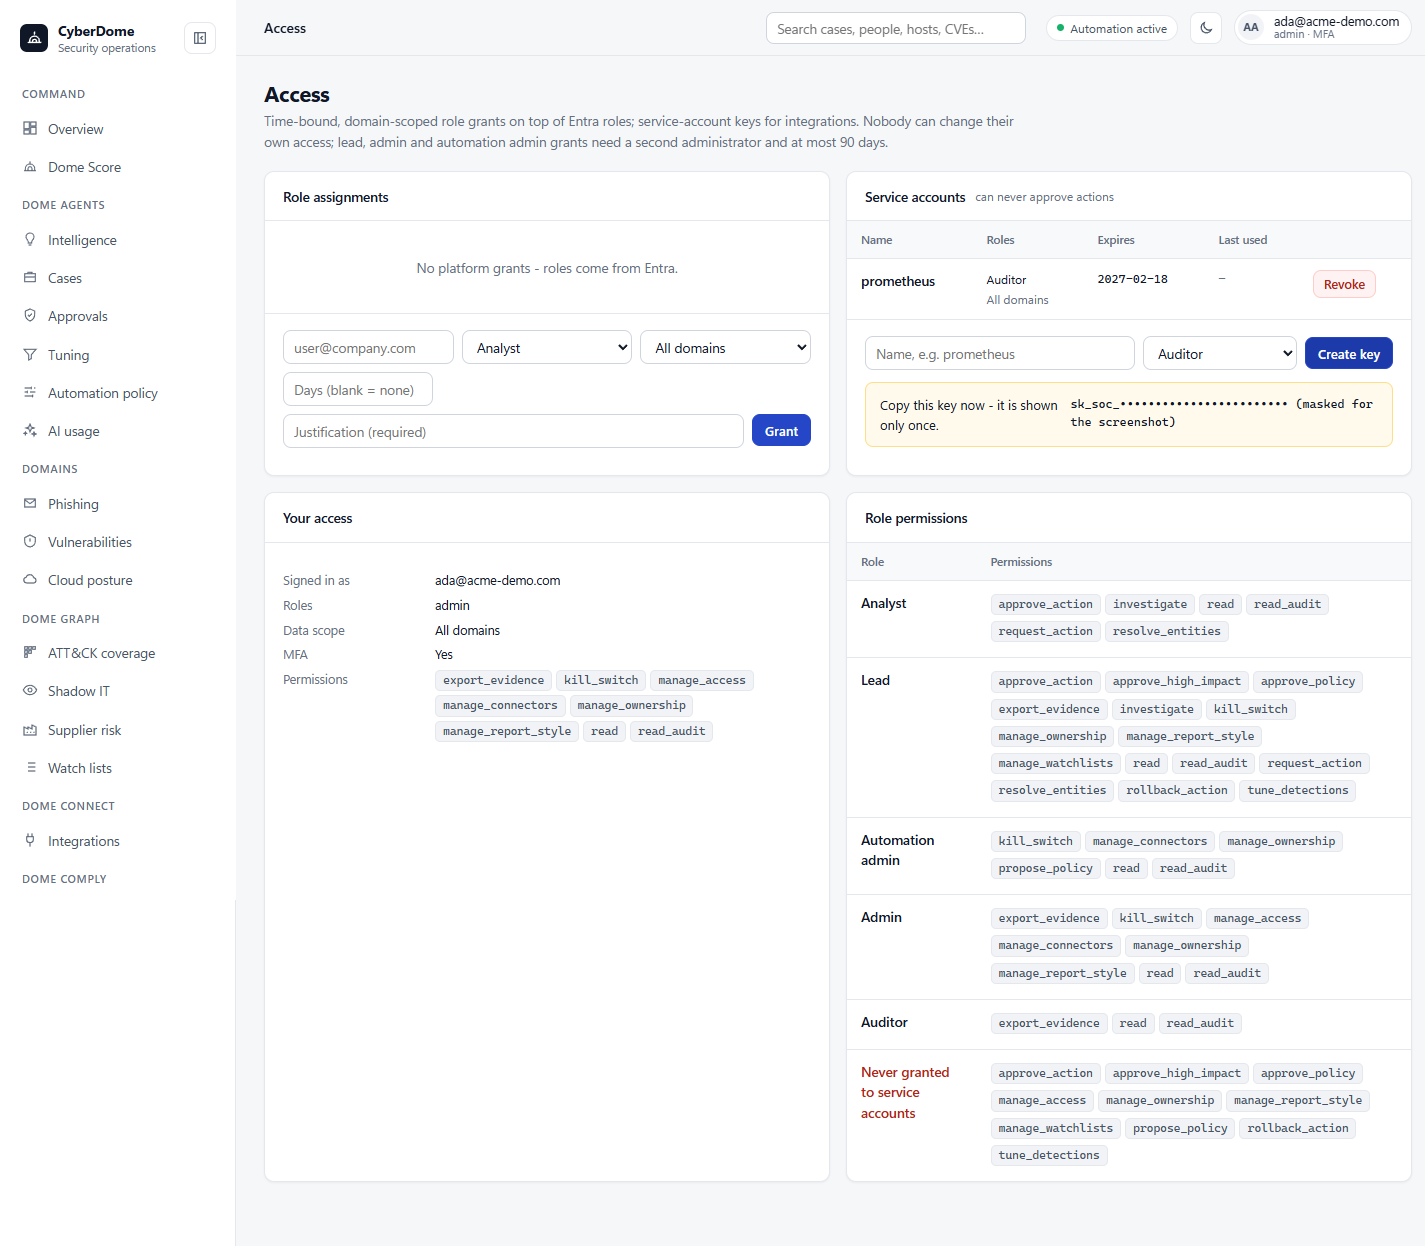 CyberDome
Security operations
COMMAND
Overview
Dome Score
DOME AGENTS
Intelligence
Cases
Approvals
Tuning
Automation policy
AI usage
DOMAINS
Phishing
Vulnerabilities
Cloud posture
DOME GRAPH
ATT&CK coverage
Shadow IT
Supplier risk
Watch lists
DOME CONNECT
Integrations
DOME COMPLY
Access
Search cases, people, hosts, CVEs...
Automation active
AA
ada@acme-demo.com
admin · MFA
Access
Time-bound, domain-scoped role grants on top of Entra roles; service-account keys for integrations. Nobody can change their
own access; lead, admin and automation admin grants need a second administrator and at most 90 days.
Role assignments
No platform grants - roles come from Entra.
user@company.com
Analyst
All domains
Days (blank = none)
Justification (required)
Grant
Service accounts can never approve actions
Name Roles Expires Last used
prometheus Auditor 2027-02-18 – Revoke
All domains
Name, e.g. prometheus
Auditor
Create key
Copy this key now - it is shown
only once.
sk_soc_•••••••••••••••••••••••• (masked for
the screenshot)
Your access
Signed in as ada@acme-demo.com
Roles admin
Data scope All domains
MFA Yes
Permissions export_evidence kill_switch manage_access
manage_connectors manage_ownership
manage_report_style read read_audit
Role permissions
Role Permissions
Analyst approve_action investigate read read_audit
request_action resolve_entities
Lead approve_action approve_high_impact approve_policy
export_evidence investigate kill_switch
manage_ownership manage_report_style
manage_watchlists read read_audit request_action
resolve_entities rollback_action tune_detections
Automation
admin
kill_switch manage_connectors manage_ownership
propose_policy read read_audit
Admin export_evidence kill_switch manage_access
manage_connectors manage_ownership
manage_report_style read read_audit
Auditor export_evidence read read_audit
Never granted
to service
accounts
approve_action approve_high_impact approve_policy
manage_access manage_ownership manage_report_style
manage_watchlists propose_policy rollback_action
tune_detections